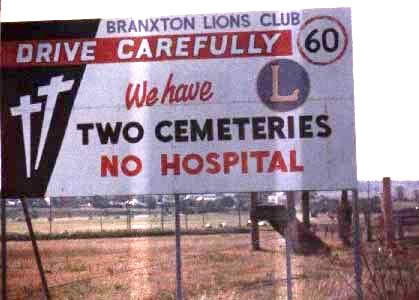 BRANXTON LIONS CLUB
DRIVE CAREFULLY
60
We have
L
TWO CEMETERIES
NO HOSPITAL